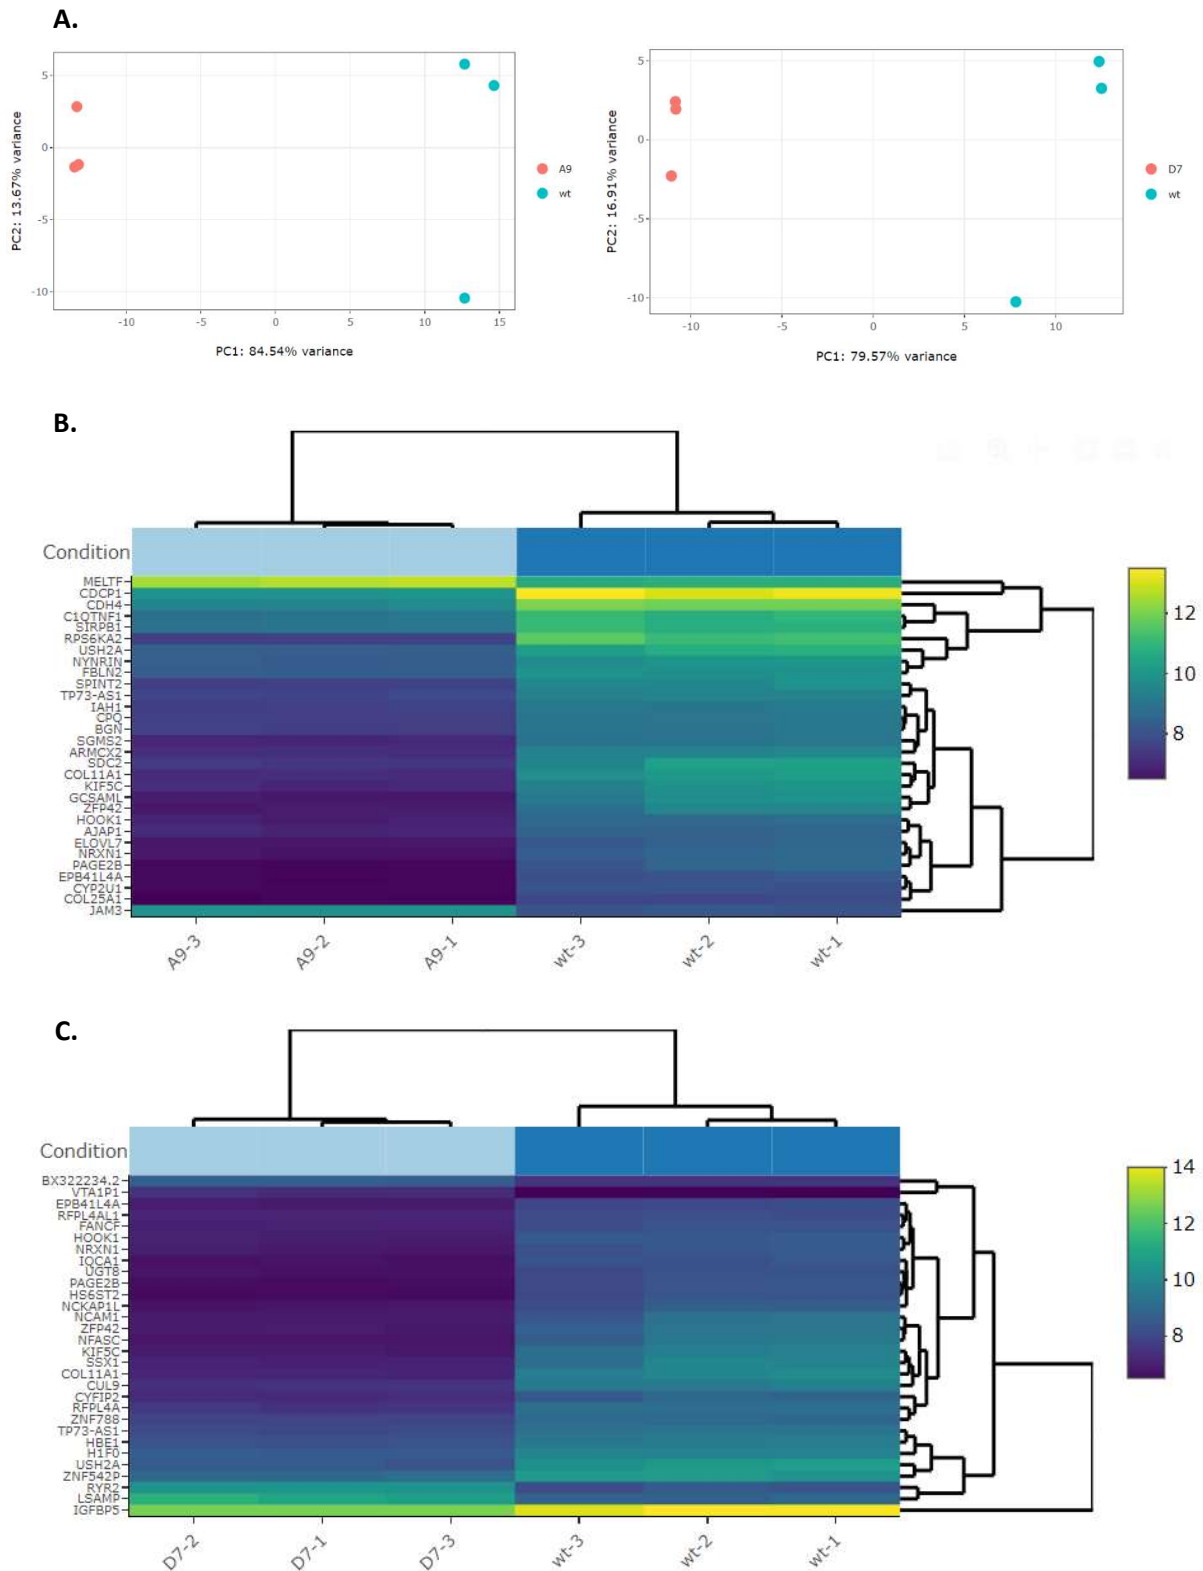 A.
5
0
-5
-10
PC2: 13.67% variance
-10
-5
0
5
10
15
PC1: 84.54% variance
A9
wt
5
0
-5
-10
PC2: 16.91% variance
-10
-5
0
5
10
PC1: 79.57% variance
D7
wt
B.
Condition
MELTF
CDCP1
CDH4
C1QTNF1
SIRPB1
RPS6KA2
USH2A
NYNRIN
FBLN2
SPINT2
TP73-AS1
IAH1
CPQ
BGN
SGMS2
ARMCX2
SDC2
COL11A1
KIF5C
GCSAML
ZFP42
HOOK1
AJAP1
ELOVL7
NRXN1
PAGE2B
EPB41L4A
CYP2U1
COL25A1
JAM3
A9-3
A9-2
A9-1
wt-3
wt-2
wt-1
12
10
8
C.
Condition
BX322234.2
VTA1P1
EPB41L4A
RFPL4AL1
FANCF
HOOK1
NRXN1
IQCA1
UGT8
PAGE2B
HS6ST2
NCKAP1L
NCAM1
ZFP42
NFASC
KIF5C
SSX1
COL11A1
CUL9
CYFIP2
RFPL4A
ZNF788
TP73-AS1
HBE1
H1F0
USH2A
ZNF542P
RYR2
LSAMP
IGFBP5
D7-2
D7-1
D7-3
wt-3
wt-2
wt-1
14
12
10
8